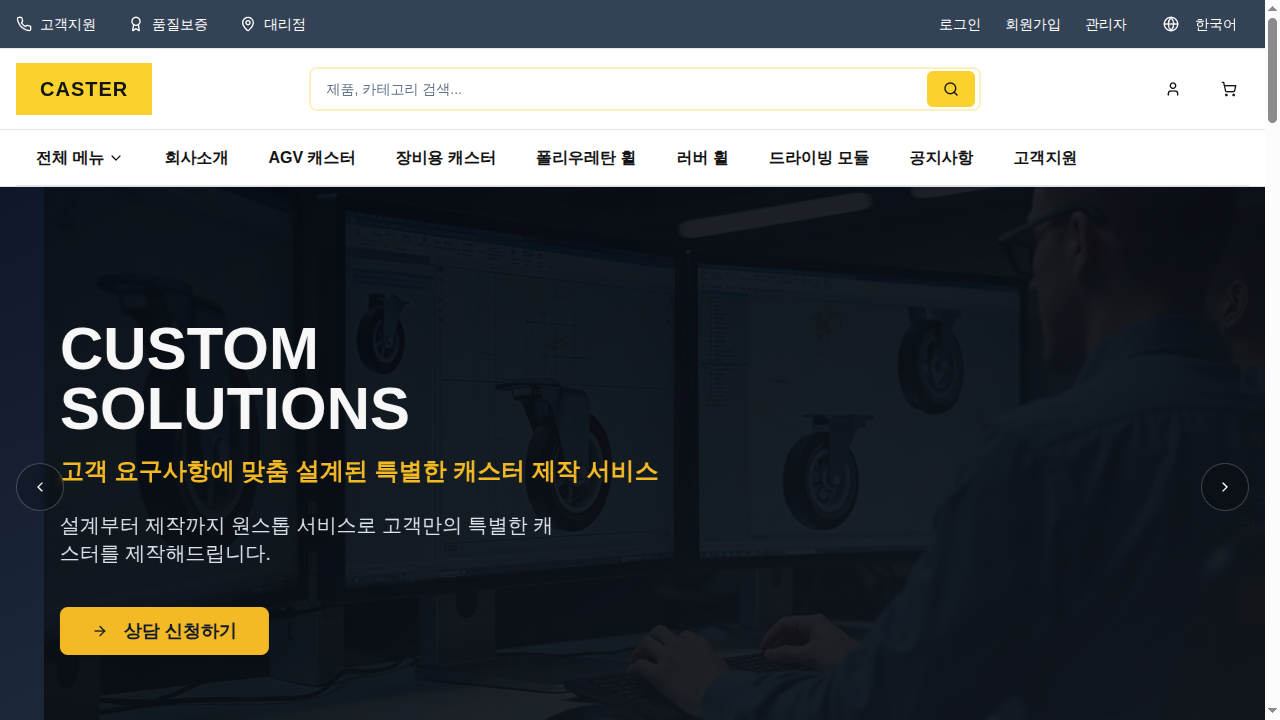 고객지원 품질보증 대리점 로그인 회원가입 관리자 한국어
CASTER 제품, 카테고리 검색...
전체 메뉴 회사소개 AGV 캐스터 장비용 캐스터 폴리우레탄 휠 러버 휠 드라이빙 모듈 공지사항 고객지원
CUSTOM
SOLUTIONS
고객 요구사항에 맞춤 설계된 특별한 캐스터 제작 서비스
설계부터 제작까지 원스톱 서비스로 고객만의 특별한 캐
스터를 제작해드립니다.
상담 신청하기